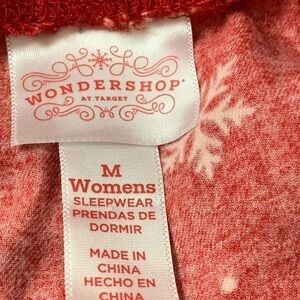 WONDERSHOP
AT TARGET
M
Womens
SLEEPWEAR
PRENDAS DE
DORMIR
MADE IN
CHINA
HECHO EN
CHINA